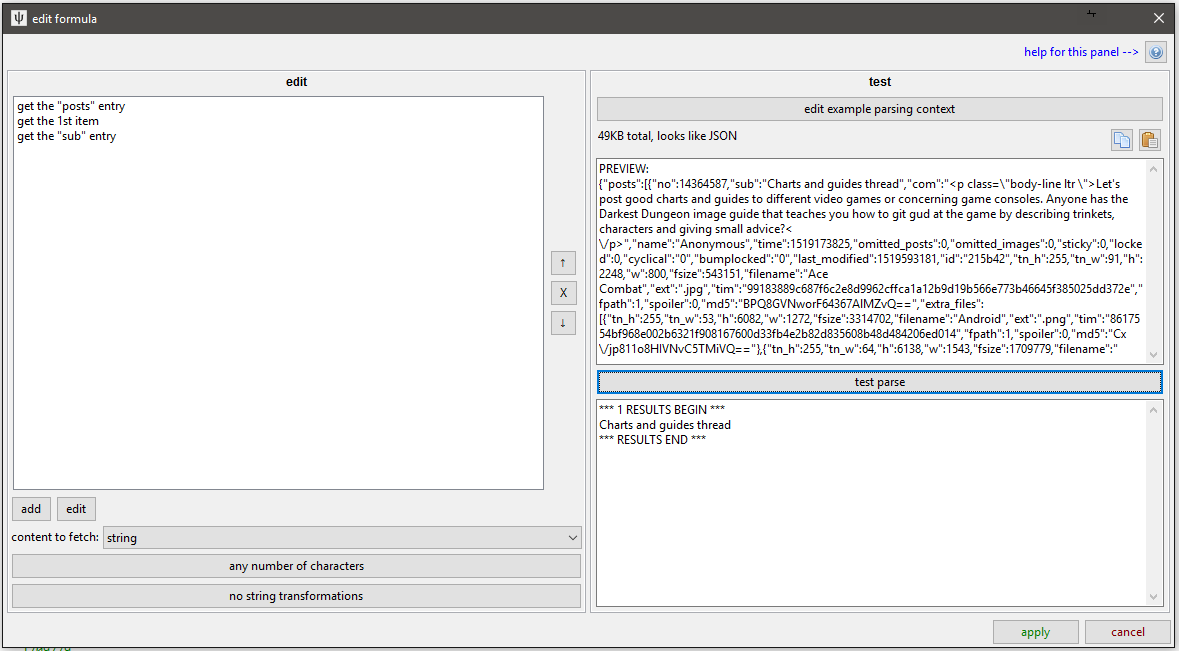 edit formula
help for this panel -->
edit
get the "posts" entry
get the 1st item
get the "sub" entry
↑
X
↓
add
edit
content to fetch:
string
any number of characters
no string transformations
test
edit example parsing context
49KB total, looks like JSON
PREVIEW:
{"posts":[{"no":14364587,"sub":"Charts and guides thread","com":"<p class=\"body-line ltr \">Let's
post good charts and guides to different video games or concerning game consoles. Anyone has the
Darkest Dungeon image guide that teaches you how to git gud at the game by describing trinkets,
characters and giving small advice?<
\/p>","name":"Anonymous","time":1519173825,"omitted_posts":0,"omitted_images":0,"sticky":0,"locke
d":0,"cyclical":"0","bumplocked":"0","last_modified":1519593181,"id":"215b42","tn_h":255,"tn_w":91,"h":
2248,"w":800,"fsize":543151,"filename":"Ace
Combat","ext":".jpg","tim":"99183889c687f6c2e8d9962cffca1a12b9d19b566e773b46645f385025dd372e","
fpath":1,"spoiler":0,"md5":"BPQ8GVNworF64367AIMZvQ==","extra_files":
[{"tn_h":255,"tn_w":53,"h":6082,"w":1272,"fsize":3314702,"filename":"Android","ext":".png","tim":"86175
54bf968e002b6321f908167600d33fb4e2b82d835608b48d484206ed014","fpath":1,"spoiler":0,"md5":"Cx
\/jp811o8HIVNvC5TMiVQ=="},{"tn_h":255,"tn_w":64,"h":6138,"w":1543,"fsize":1709779,"filename":"
test parse
*** 1 RESULTS BEGIN ***
Charts and guides thread
*** RESULTS END ***
apply
cancel